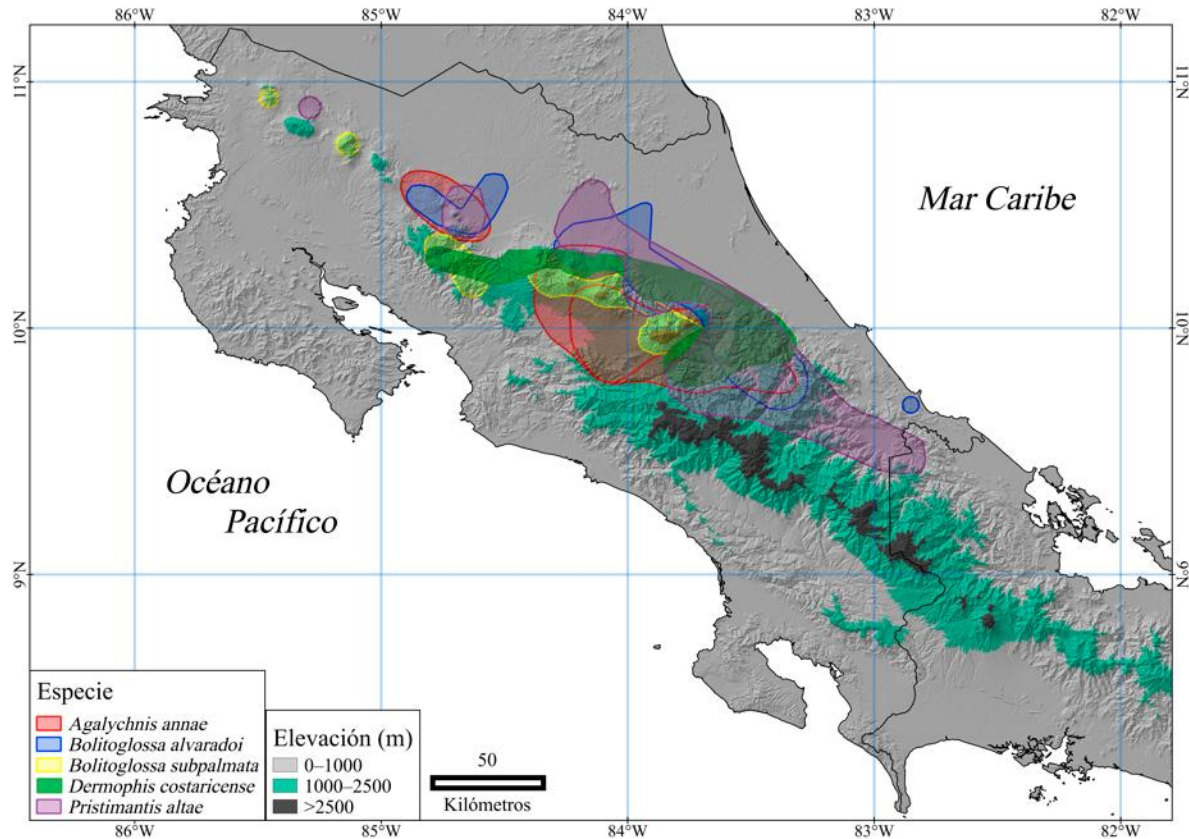 86°W
85°W
84°W
83°W
82°W
11°N
11°N
Mar Caribe
10°N
10°N
Océano
Pacífico
9°N
9°N
Especie
Agalychnis annae
Bolitoglossa alvaradoi
Bolitoglossa subpalmata
Dermophis costaricense
Pristimantis altae
Elevación (m)
0–1000
1000–2500
>2500
50
Kilómetros
86°W
85°W
84°W
83°W
82°W